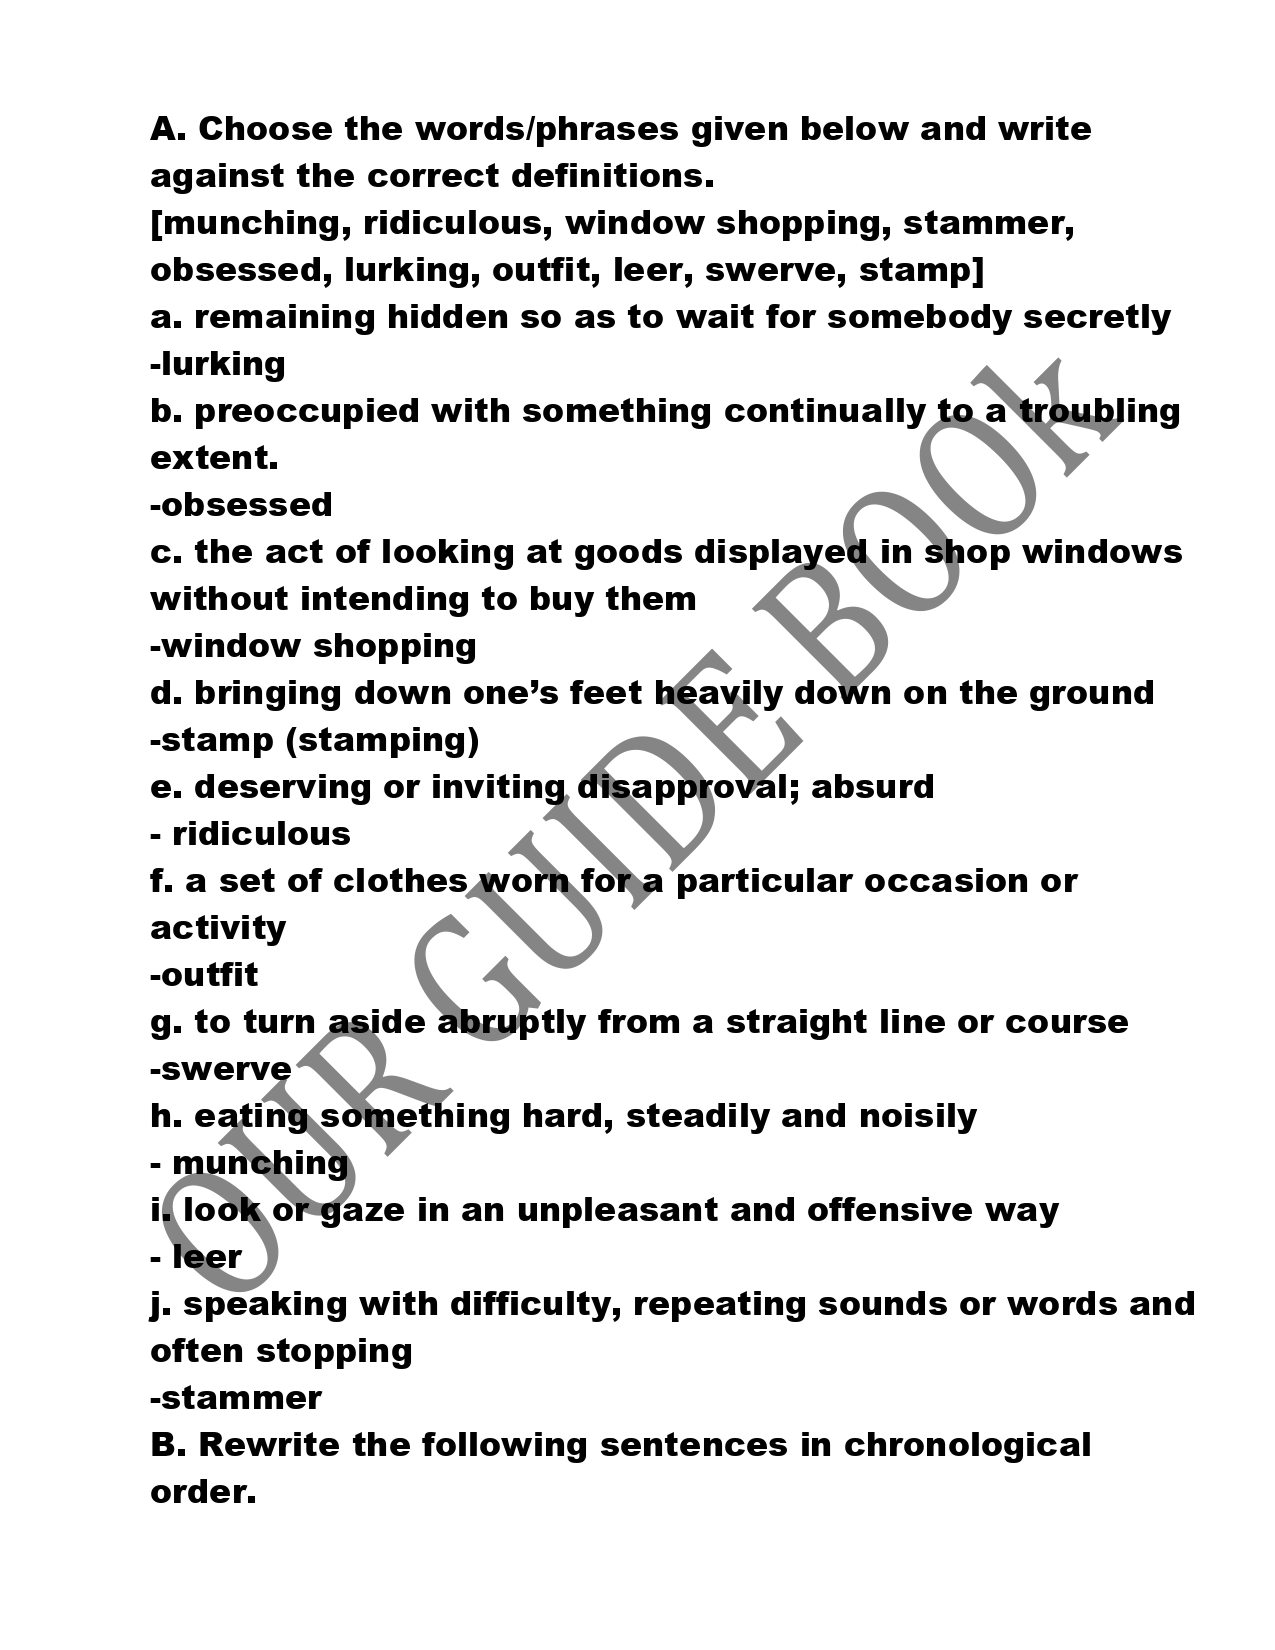 A. Choose the words/phrases given below and write
against the correct definitions.
[munching, ridiculous, window shopping, stammer,
obsessed, lurking, outfit, leer, swerve, stamp]
a. remaining hidden so as to wait for somebody secretly
-lurking
b. preoccupied with something continually to a troubling
extent.
-obsessed
c. the act of looking at goods displayed in shop windows
without intending to buy them
-window shopping
d. bringing down one’s feet heavily down on the ground
-stamp (stamping)
e. deserving or inviting disapproval; absurd
- ridiculous
f. a set of clothes worn for a particular occasion or
activity
-outfit
g. to turn aside abruptly from a straight line or course
-swerve
h. eating something hard, steadily and noisily
- munching
i. look or gaze in an unpleasant and offensive way
- leer
j. speaking with difficulty, repeating sounds or words and
often stopping
-stammer
B. Rewrite the following sentences in chronological
order.
OUR GUIDE BOOk